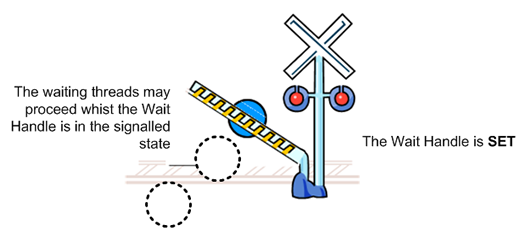 The waiting threads may
proceed whist the Wait
Handle is in the signalled
state
The Wait Handle is SET